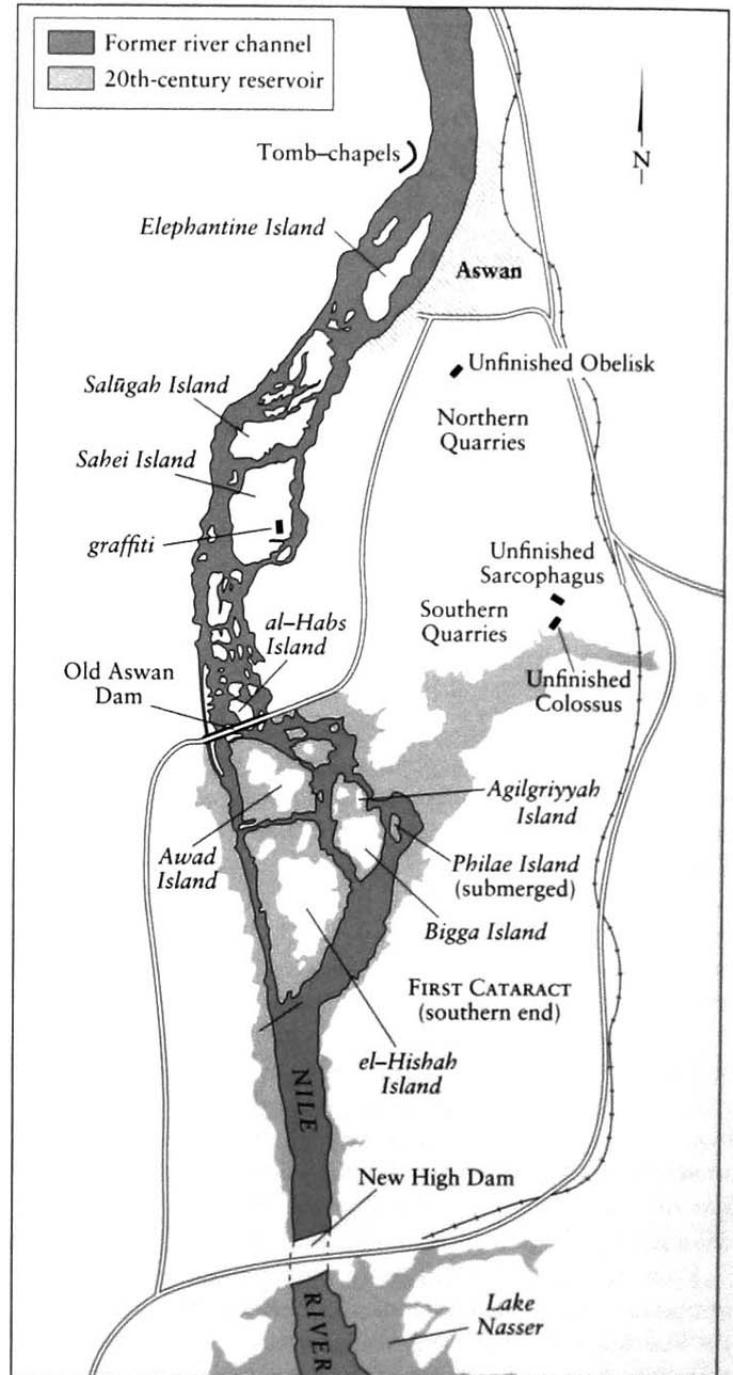 Former river channel
20th-century reservoir
Tomb–chapels
N
Elephantine Island
Aswan
Unfinished Obelisk
Salūgah Island
Northern
Quarries
Sahei Island
graffiti
Unfinished
Sarcophagus
al–Habs
Island
Southern
Quarries
Old Aswan
Dam
Unfinished
Colossus
Agilgriyyah
Island
Awad
Island
Philae Island
(submerged)
Bigga Island
FIRST CATARACT
(southern end)
el–Hishah
Island
NILE
New High Dam
Lake
Nasser
RIVER